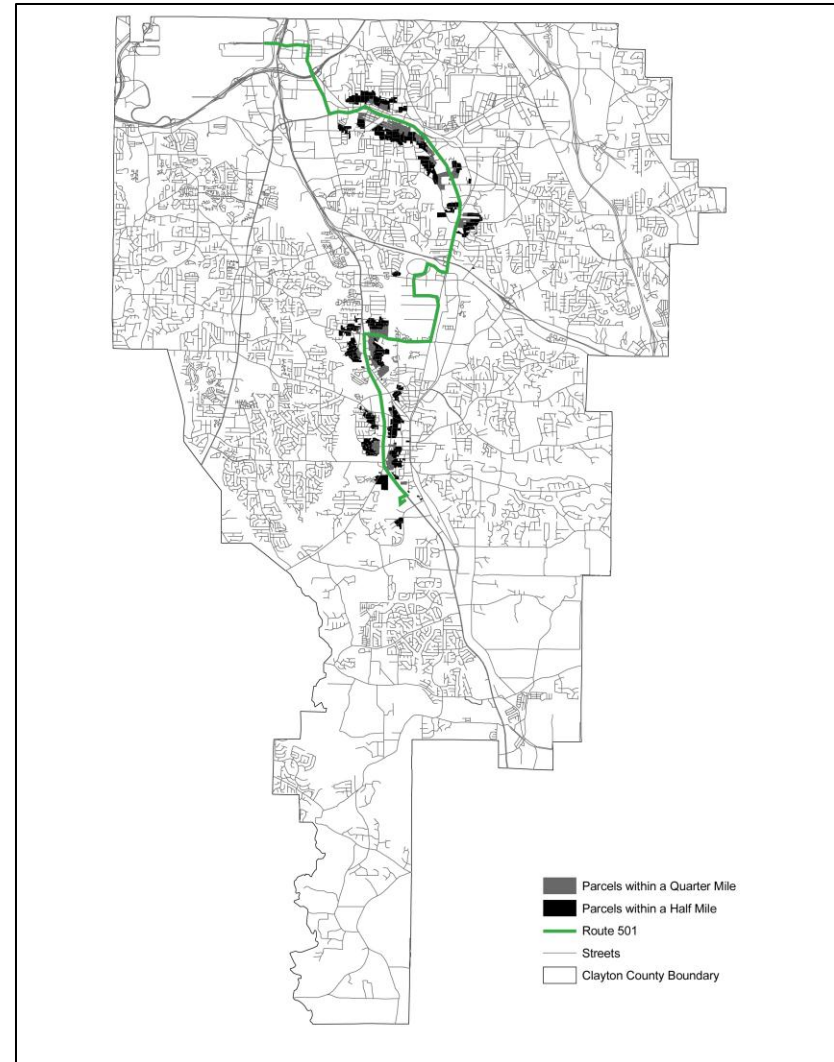 Parcels within a Quarter Mile
Parcels within a Half Mile
Route 501
Streets
Clayton County Boundary